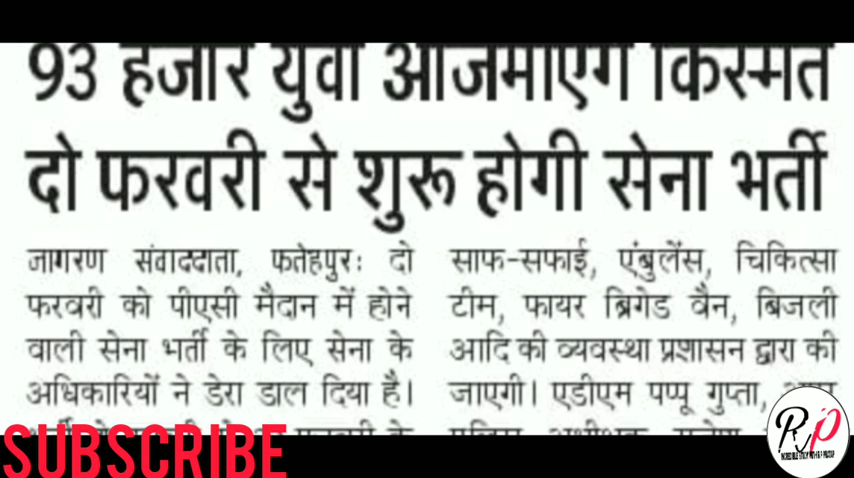 93 हजार युवा आजमाएंगे किस्मत
दो फरवरी से शुरू होगी सेना भर्ती
जागरण संवाददाता, फतेहपुर: दो
फरवरी को पीएसी मैदान में होने
वाली सेना भर्ती के लिए सेना के
अधिकारियों ने डेरा डाल दिया है।
साफ-सफाई, एंबुलेंस, चिकित्सा
टीम, फायर ब्रिगेड वैन, बिजली
आदि की व्यवस्था प्रशासन द्वारा की
जाएगी। एडीएम पप्पू गुप्ता,
SUBSCRIBE
RJP